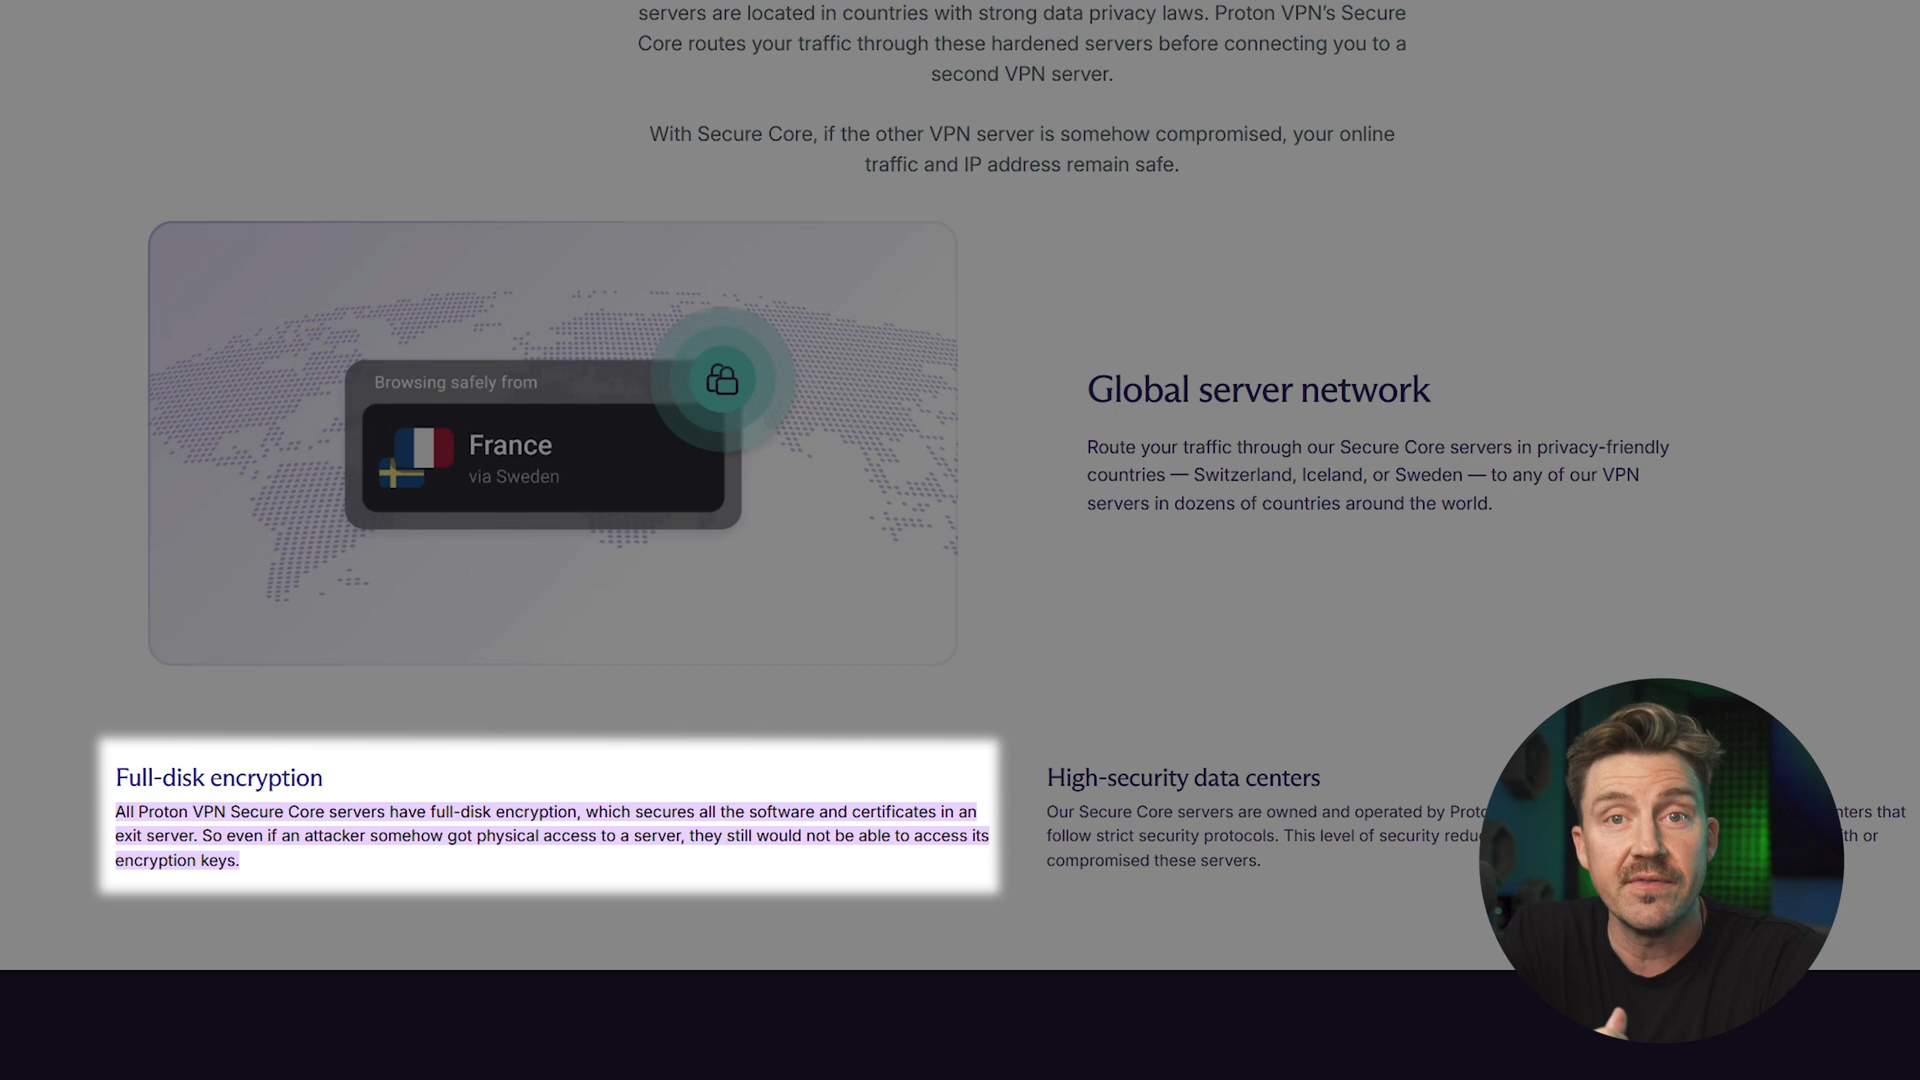 servers are located in countries with strong data privacy laws. Proton VPN's Secure
Core routes your traffic through these hardened servers before connecting you to a
second VPN server.
With Secure Core, if the other VPN server is somehow compromised, your online
traffic and IP address remain safe.
Browsing safely from
France
via Sweden
Global server network
Route your traffic through our Secure Core servers in privacy-friendly
countries — Switzerland, Iceland, or Sweden — to any of our VPN
servers in dozens of countries around the world.
Full-disk encryption
All Proton VPN Secure Core servers have full-disk encryption, which secures all the software and certificates in an
exit server. So even if an attacker somehow got physical access to a server, they still would not be able to access its
encryption keys.
High-security data centers
Our Secure Core servers are owned and operated by that
follow strict security protocols. This level of security or
compromised these servers.